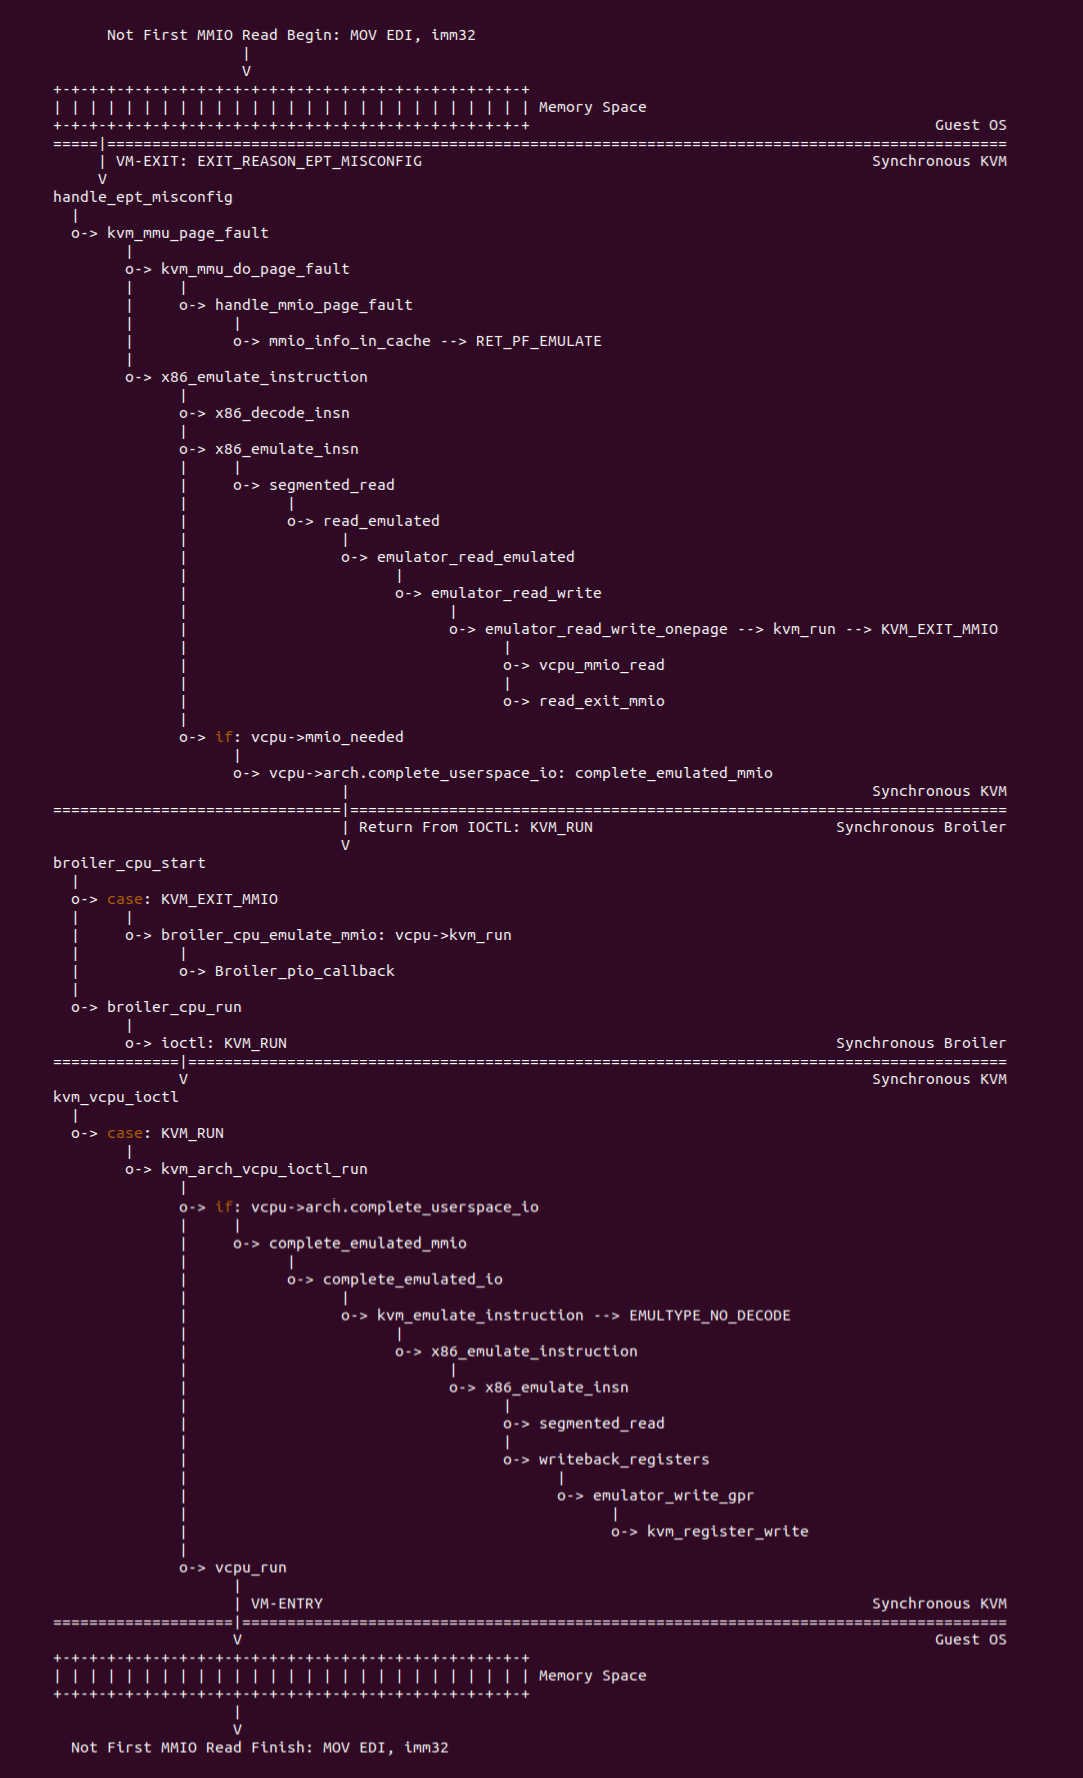 Not First MMIO Read Begin: MOV EDI, imm32
|
V
+-+-+-+-+-+-+-+-+-+-+-+-+-+-+-+-+-+-+-+-+-+-+-+-+-+-+
| | | | | | | | | | | | | | | | | | | | | | | | | | | Memory Space
+-+-+-+-+-+-+-+-+-+-+-+-+-+-+-+-+-+-+-+-+-+-+-+-+-+-+ Guest OS
=====|====================================================================================================
| VM-EXIT: EXIT_REASON_EPT_MISCONFIG Synchronous KVM
V
handle_ept_misconfig
|
o-> kvm_mmu_page_fault
|
o-> kvm_mmu_do_page_fault
| |
| o-> handle_mmio_page_fault
| |
| o-> mmio_info_in_cache --> RET_PF_EMULATE
|
o-> x86_emulate_instruction
|
o-> x86_decode_insn
|
o-> x86_emulate_insn
| |
| o-> segmented_read
| |
| o-> read_emulated
| |
| o-> emulator_read_emulated
| |
| o-> emulator_read_write
| |
| o-> emulator_read_write_onepage --> kvm_run --> KVM_EXIT_MMIO
| |
| o-> vcpu_mmio_read
| |
| o-> read_exit_mmio
|
o-> if: vcpu->mmio_needed
|
o-> vcpu->arch.complete_userspace_io: complete_emulated_mmio
| Synchronous KVM
================================|=========================================================================
| Return From IOCTL: KVM_RUN Synchronous Broiler
V
broiler_cpu_start
|
o-> case: KVM_EXIT_MMIO
| |
| o-> broiler_cpu_emulate_mmio: vcpu->kvm_run
| |
| o-> Broiler_pio_callback
|
o-> broiler_cpu_run
|
o-> ioctl: KVM_RUN Synchronous Broiler
==============|===========================================================================================
V Synchronous KVM
kvm_vcpu_ioctl
|
o-> case: KVM_RUN
|
o-> kvm_arch_vcpu_ioctl_run
|
o-> if: vcpu->arch.complete_userspace_io
| |
| o-> complete_emulated_mmio
| |
| o-> complete_emulated_io
| |
| o-> kvm_emulate_instruction --> EMULTYPE_NO_DECODE
| |
| o-> x86_emulate_instruction
| |
| o-> x86_emulate_insn
| |
| o-> segmented_read
| |
| o-> writeback_registers
| |
| o-> emulator_write_gpr
| |
| o-> kvm_register_write
|
o-> vcpu_run
|
| VM-ENTRY Synchronous KVM
====================|=====================================================================================
V Guest OS
+-+-+-+-+-+-+-+-+-+-+-+-+-+-+-+-+-+-+-+-+-+-+-+-+-+-+
| | | | | | | | | | | | | | | | | | | | | | | | | | | Memory Space
+-+-+-+-+-+-+-+-+-+-+-+-+-+-+-+-+-+-+-+-+-+-+-+-+-+-+
|
V
Not First MMIO Read Finish: MOV EDI, imm32